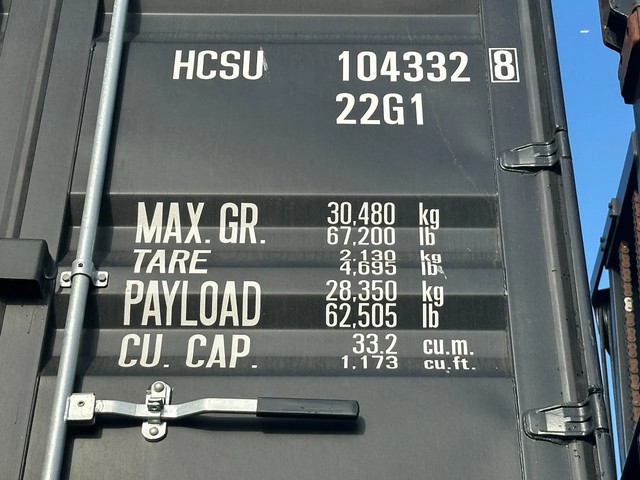 HCSU 104332 8
22G1
MAX. GR. 30,480 kg
67,200 lb
TARE 2,130 kg
4,695 lb
PAYLOAD 28,350 kg
62,505 lb
CU. CAP. 33.2 cu.m.
1,173 cu.ft.